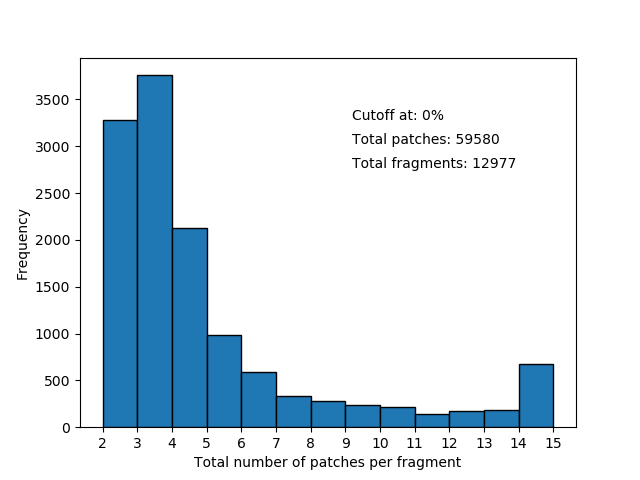 Cutoff at: 0%
Total patches: 59580
Total fragments: 12977
Frequency
3500
3000
2500
2000
1500
1000
500
0
2 3 4 5 6 7 8 9 10 11 12 13 14 15
Total number of patches per fragment